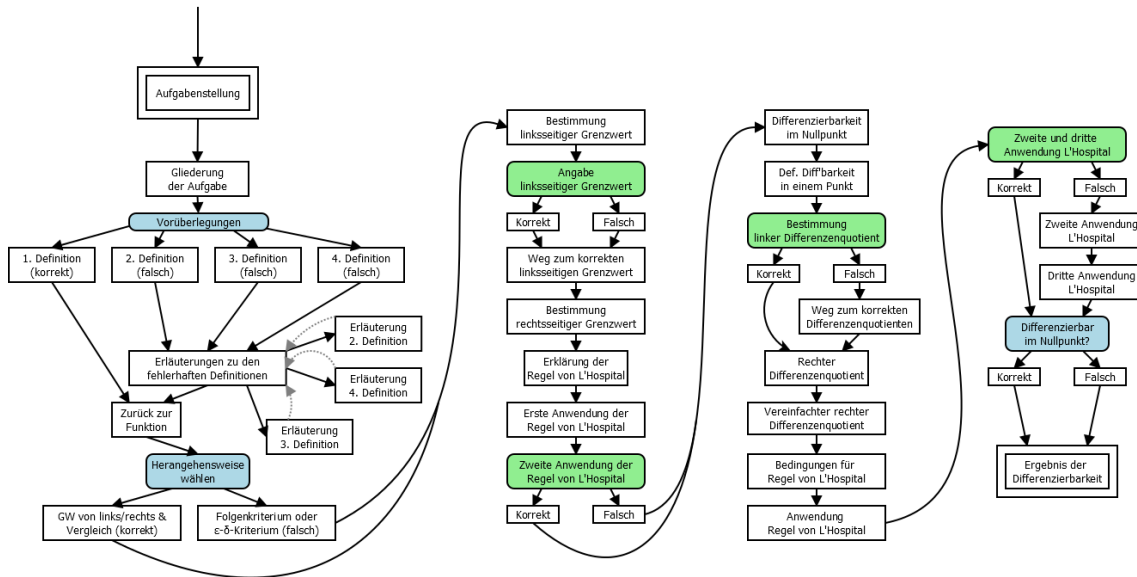 Aufgabenstellung
Gliederung
der Aufgabe
Vorüberlegungen
1. Definition
(korrekt)
2. Definition
(falsch)
3. Definition
(falsch)
4. Definition
(falsch)
Erläuterung
2. Definition
Erläuterungen zu den
fehlerhaften Definitionen
Erläuterung
4. Definition
Zurück zur
Funktion
Erläuterung
3. Definition
Herangehensweise
wählen
GW von links/rechts &
Vergleich (korrekt)
Folgenkriterium oder
ε-δ-Kriterium (falsch)
Bestimmung
linksseitiger Grenzwert
Angabe
linksseitiger Grenzwert
Korrekt
Falsch
Weg zum korrekten
linksseitigen Grenzwert
Bestimmung
rechtsseitiger Grenzwert
Erklärung der
Regel von L'Hospital
Erste Anwendung der
Regel von L'Hospital
Zweite Anwendung der
Regel von L'Hospital
Korrekt
Falsch
Differenzierbarkeit
im Nullpunkt
Def. Diff'barkeit
in einem Punkt
Bestimmung
linker Differenzenquotient
Korrekt
Falsch
Weg zum korrekten
Differenzenquotienten
Rechter
Differenzenquotient
Vereinfachter rechter
Differenzenquotient
Bedingungen für
Regel von L'Hospital
Anwendung
Regel von L'Hospital
Zweite und dritte
Anwendung L'Hospital
Korrekt
Falsch
Zweite Anwendung
L'Hospital
Dritte Anwendung
L'Hospital
Differenzierbar
im Nullpunkt?
Korrekt
Falsch
Ergebnis der
Differenzierbarkeit